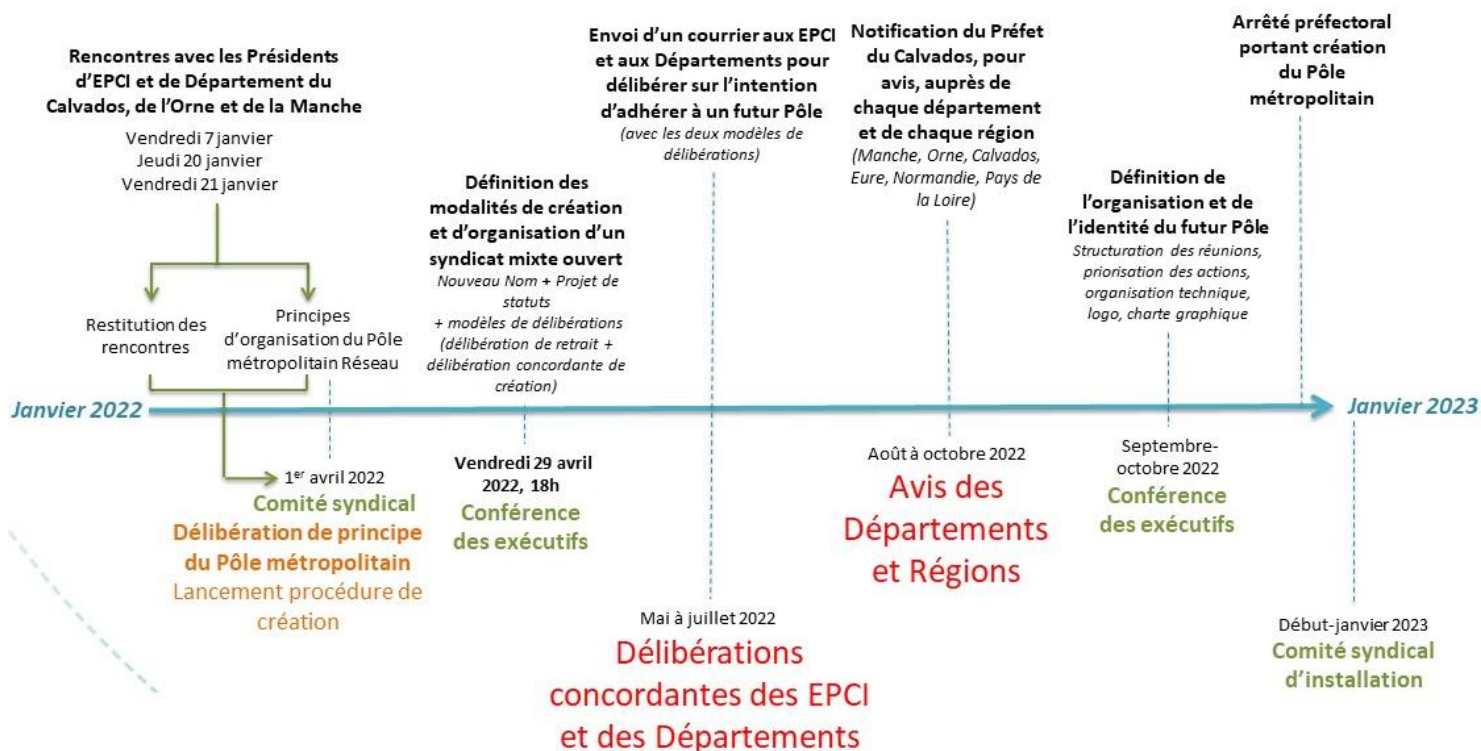 Rencontres avec les Présidents
d'EPCI et de Département du
Calvados, de l'Orne et de la Manche
Vendredi 7 janvier
Jeudi 20 janvier
Vendredi 21 janvier
Restitution des
rencontres
Principes
d'organisation du Pôle
métropolitain Réseau
Définition des
modalités de création
et d'organisation d'un
syndicat mixte ouvert
Nouveau Nom + Projet de
statuts
+ modèles de délibérations
(délibération de retrait +
délibération concordante de
création)
Envoi d'un courrier aux EPCI
et aux Départements pour
délibérer sur l'intention
d'adhérer à un futur Pôle
(avec les deux modèles de
délibérations)
Notification du Préfet
du Calvados, pour
avis, auprès de
chaque département
et de chaque région
(Manche, Orne, Calvados,
Eure, Normandie, Pays de
la Loire)
Définition de
l'organisation et de
l'identité du futur Pôle
Structuration des réunions,
priorisation des actions,
organisation technique,
logo, charte graphique
Arrêté préfectoral
portant création
du Pôle
métropolitain
Janvier 2022
Janvier 2023
1er avril 2022
Comité syndical
Délibération de principe
du Pôle métropolitain
Lancement procédure de
création
Vendredi 29 avril
2022, 18h
Conférence
des exécutifs
Mai à juillet 2022
Délibérations
concordantes des EPCI
et des Départements
Août à octobre 2022
Avis des
Départements
et Régions
Septembre-
octobre 2022
Conférence
des exécutifs
Début-janvier 2023
Comité syndical
d'installation